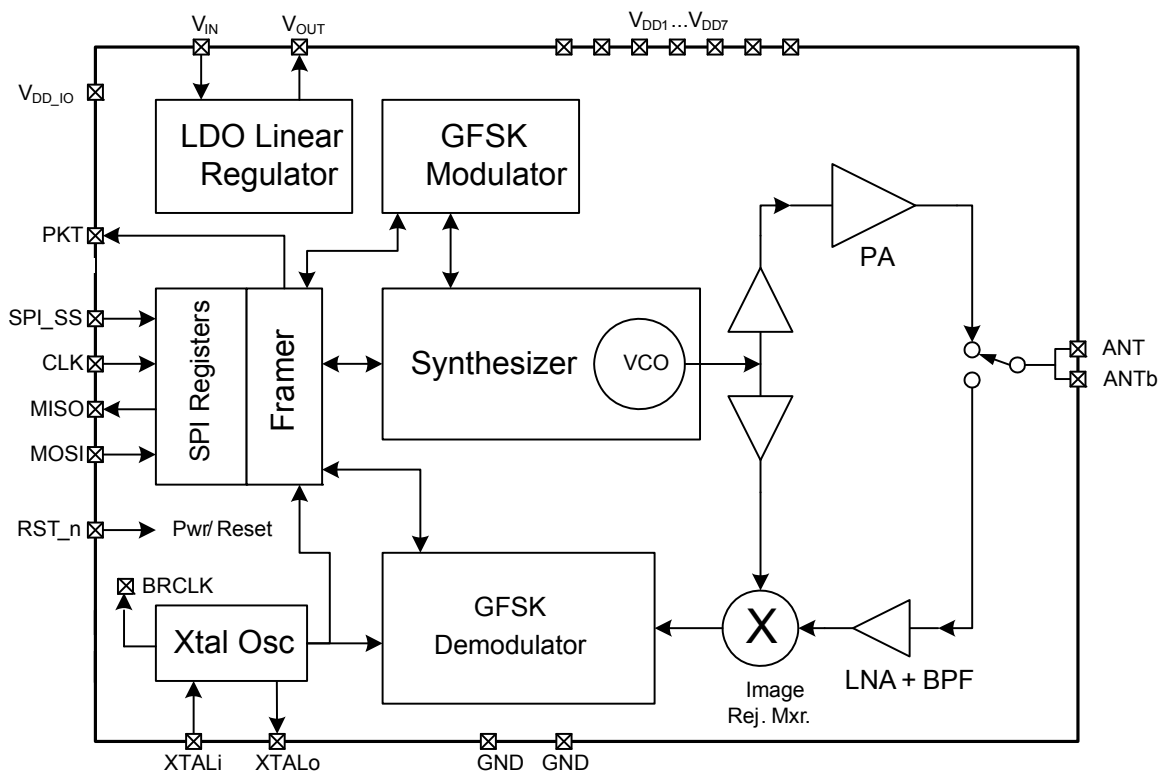 VIN
VOUT
VDD1...VDD7
VDD_IO
LDO Linear
Regulator
GFSK
Modulator
PKT
PA
SPI_SS
CLK
MISO
MOSI
SPI Registers
Framer
Synthesizer
VCO
ANT
ANTb
RST_n
Pwr/ Reset
BRCLK
Xtal Osc
GFSK
Demodulator
X
LNA + BPF
Image
Rej. Mxr.
XTALi
XTALo
GND
GND